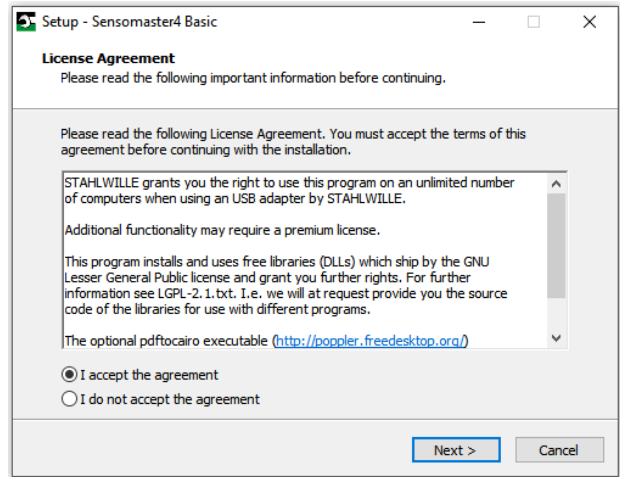 Setup - Sensomaster4 Basic
License Agreement
Please read the following important information before continuing.
Please read the following License Agreement. You must accept the terms of this
agreement before continuing with the installation.
STAHLWILLE grants you the right to use this program on an unlimited number
of computers when using an USB adapter by STAHLWILLE.
Additional functionality may require a premium license.
This program installs and uses free libraries (DLLs) which ship by the GNU
Lesser General Public license and grant you further rights. For further
information see LGPL-2.1.txt. I.e. we will at request provide you the source
code of the libraries for use with different programs.
The optional pdftocairo executable (http://poppler.freedesktop.org/)
I accept the agreement
I do not accept the agreement
Next > Cancel